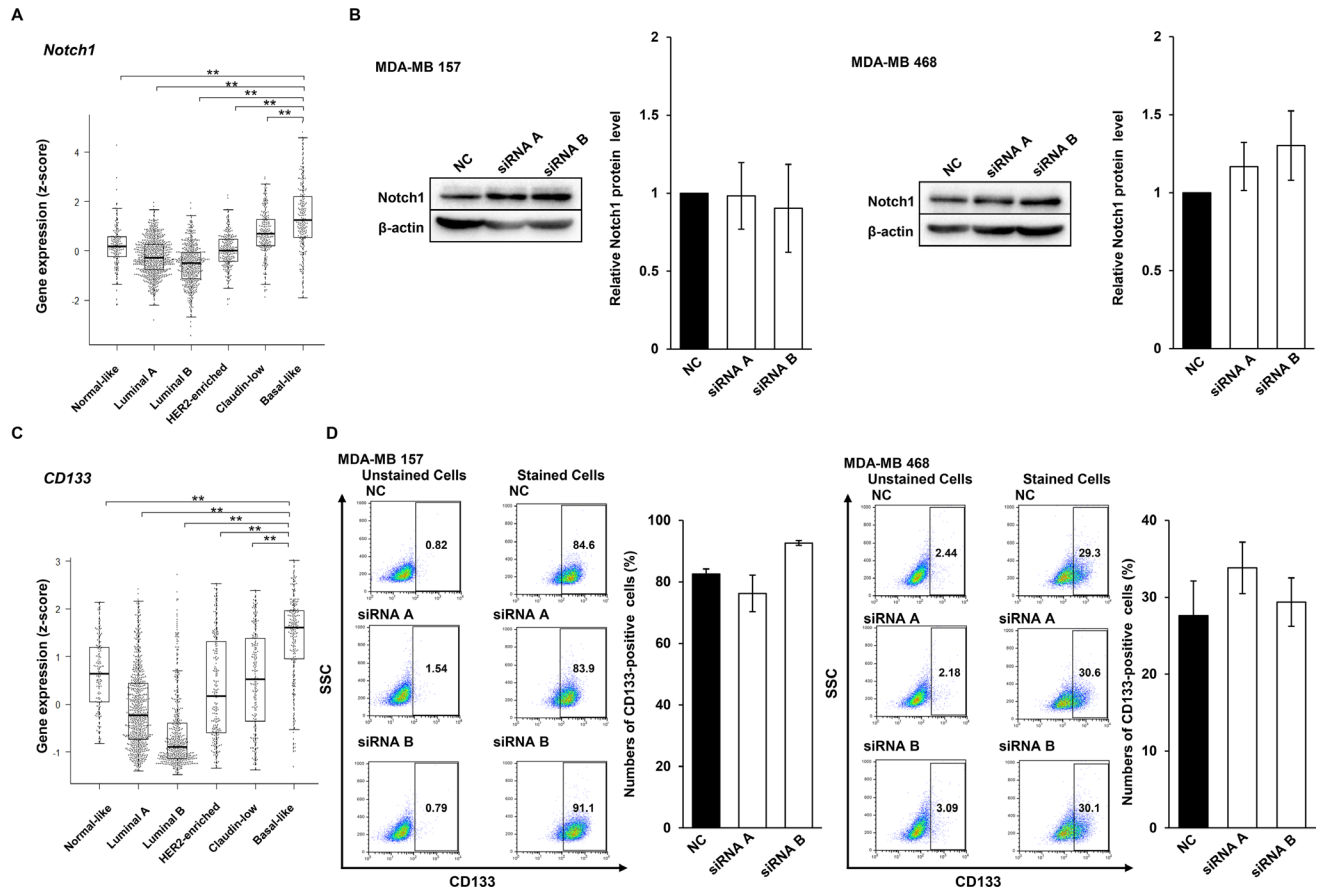 A
Notch1
**
**
**
**
**
Gene expression (z-score)
4
2
0
-2
Normal-like
Luminal A
Luminal B
HER2-enriched
Claudin-low
Basal-like
B
MDA-MB 157
NC
siRNA A
siRNA B
Notch1
β-actin
Relative Notch1 protein level
2
1.5
1
0.5
0
NC
siRNA A
siRNA B
MDA-MB 468
NC
siRNA A
siRNA B
Notch1
β-actin
Relative Notch1 protein level
2
1.5
1
0.5
0
NC
siRNA A
siRNA B
C
CD133
**
**
**
**
**
Gene expression (z-score)
3
2
1
0
-1
Normal-like
Luminal A
Luminal B
HER2-enriched
Claudin-low
Basal-like
D
MDA-MB 157
Unstained Cells
Stained Cells
NC
NC
0.82
84.6
siRNA A
siRNA A
1.54
83.9
siRNA B
siRNA B
0.79
91.1
SSC
CD133
Numbers of CD133-positive cells (%)
100
80
60
40
20
0
NC
siRNA A
siRNA B
MDA-MB 468
Unstained Cells
Stained Cells
NC
NC
2.44
29.3
siRNA A
siRNA A
2.18
30.6
siRNA B
siRNA B
3.09
30.1
SSC
CD133
Numbers of CD133-positive cells (%)
40
30
20
10
0
NC
siRNA A
siRNA B